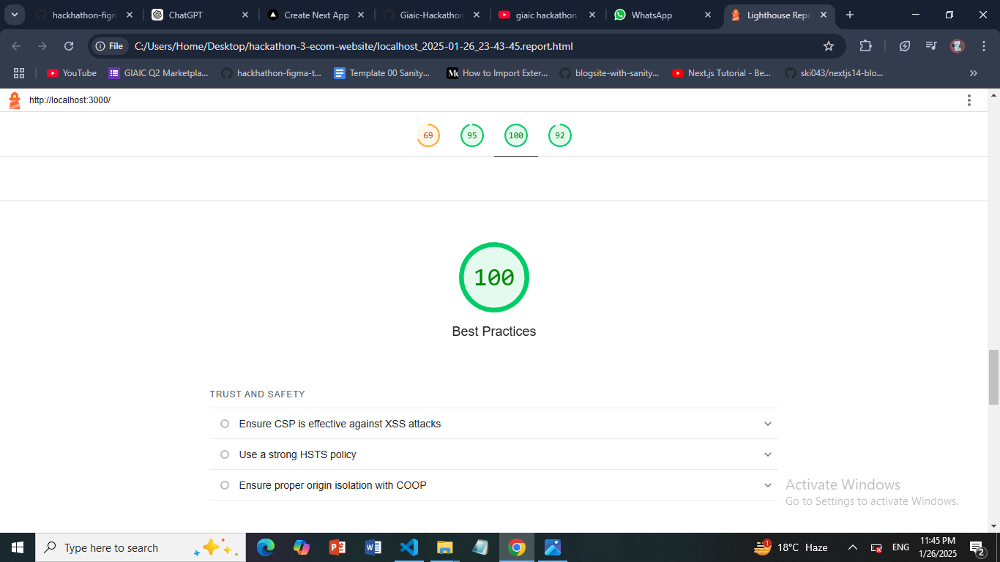 hackhathon-figm
ChatGPT
Create Next App
Giaic-Hackathon
giaic hackathon
WhatsApp
Lighthouse Repo
File
C:/Users/Home/Desktop/hackathon-3-ecom-website/localhost_2025-01-26_23-43-45.report.html
YouTube
GIAIC Q2 Marketpla...
hackhathon-figma-t...
Template 00 Sanity...
How to Import Exter...
blogsite-with-sanity...
Next.js Tutorial - Be...
ski043/nextjs14-blo...
http://localhost:3000/
69
95
100
92
100
Best Practices
TRUST AND SAFETY
Ensure CSP is effective against XSS attacks
Use a strong HSTS policy
Ensure proper origin isolation with COOP
Activate Windows
Go to Settings to activate Windows.
Type here to search
1
18°C Haze
ENG
11:45 PM
1/26/2025
2